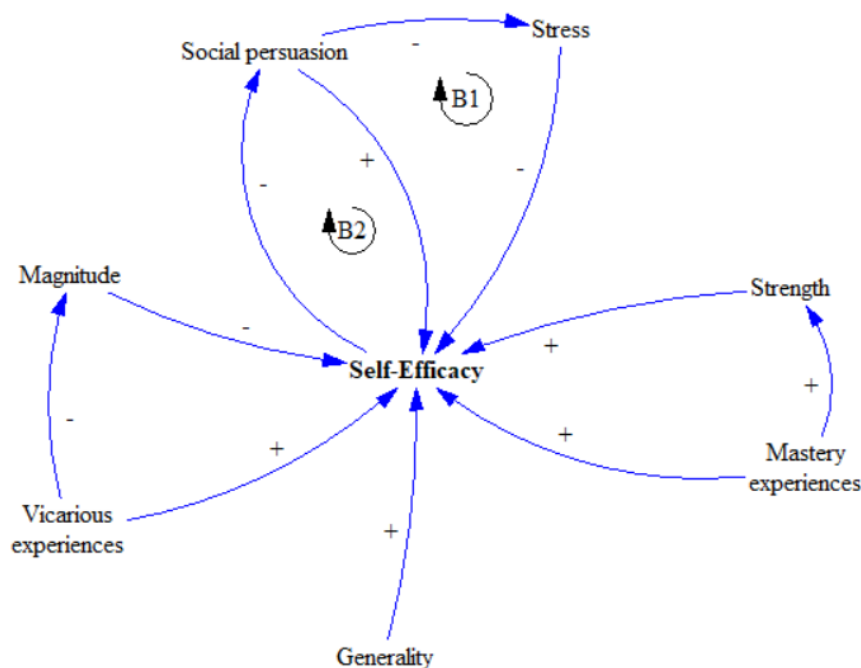 Social persuasion
Stress
-
B1
+
-
-
B2
Magnitude
Strength
-
+
Self-Efficacy
+
-
+
+
Mastery
experiences
Vicarious
experiences
+
Generality